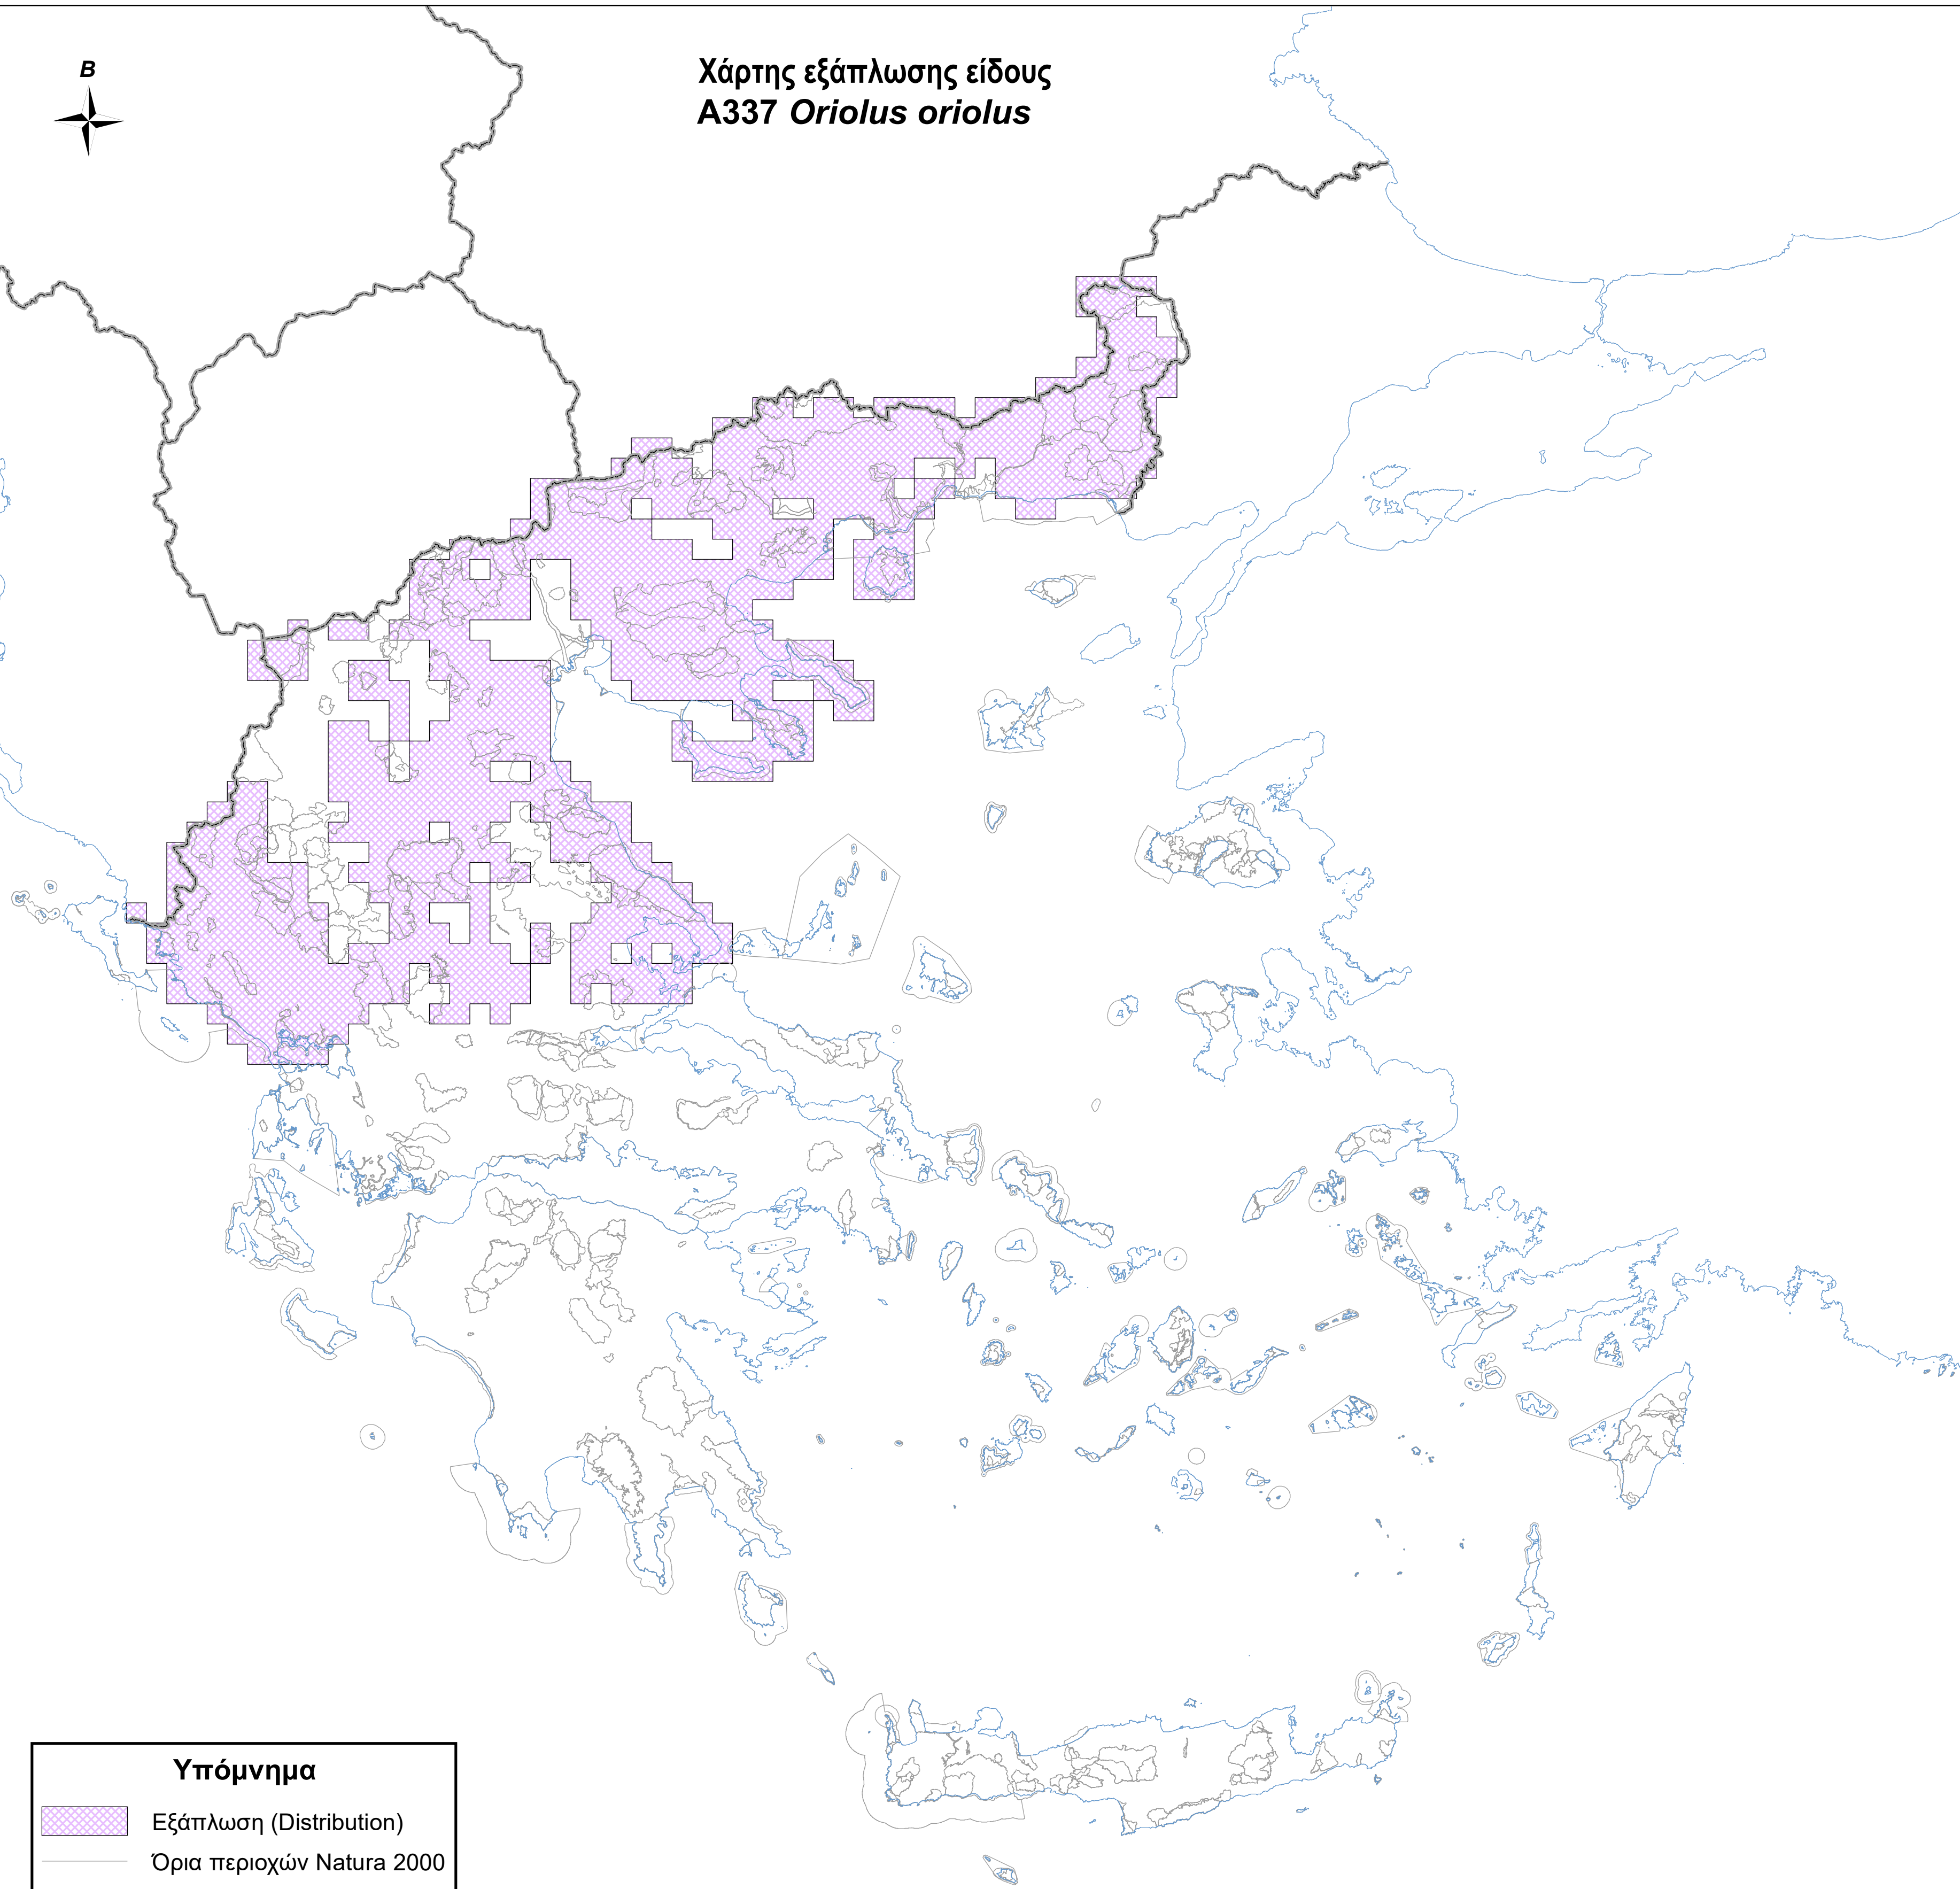 B
Χάρτης εξάπλωσης είδους
A337 Oriolus oriolus
Υπόμνημα
Εξάπλωση (Distribution)
Όρια περιοχών Natura 2000